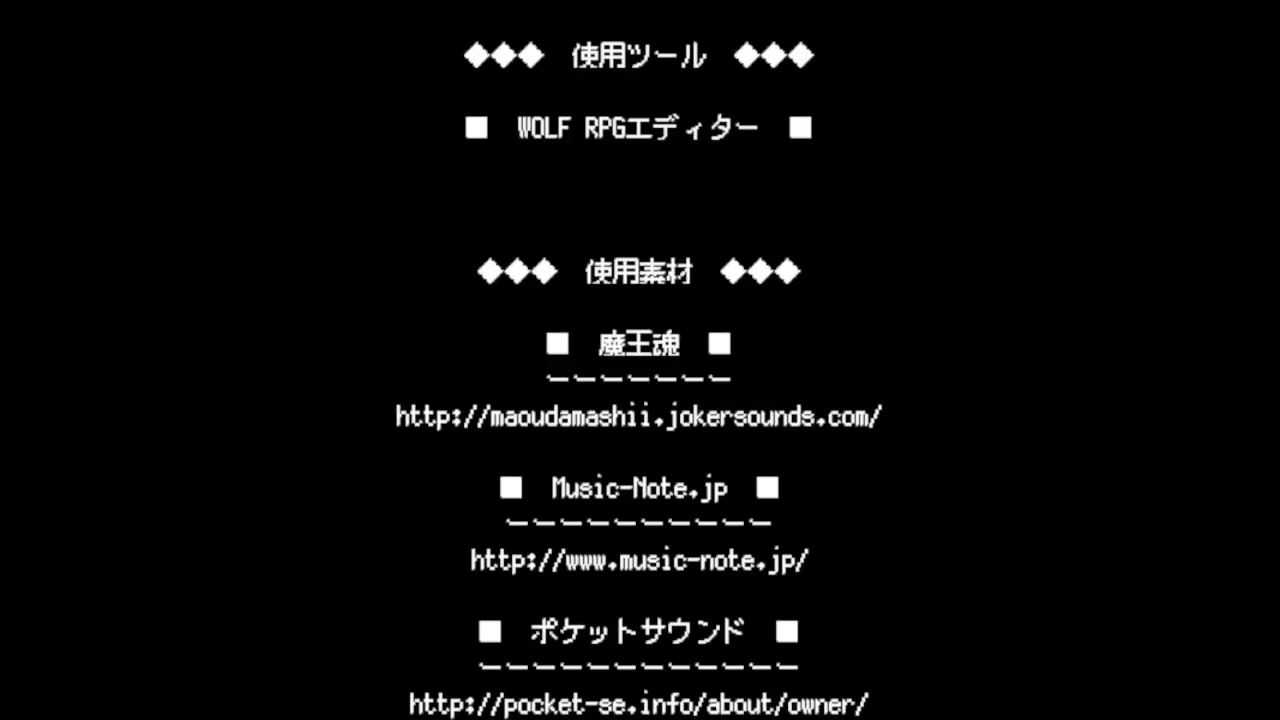 ◆◆◆ 使用ツール ◆◆◆
■ WOLF RPGエディター ■
◆◆◆ 使用素材 ◆◆◆
■ 魔王魂 ■
http://maoudamashii.jokersounds.com/
■ Music-Note.jp ■
http://www.music-note.jp/
■ ポケットサウンド ■
http://pocket-se.info/about/owner/